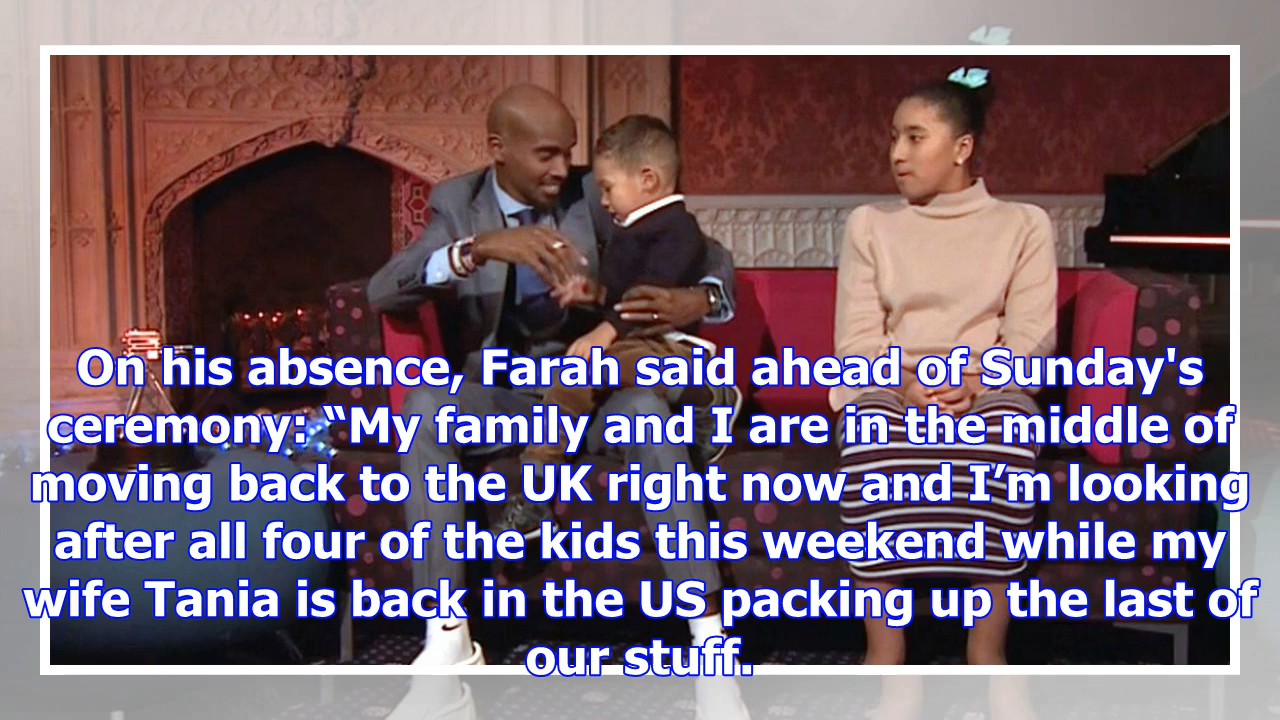 On his absence, Farah said ahead of Sunday's
ceremony: “My family and I are in the middle of
moving back to the UK right now and I’m looking
after all four of the kids this weekend while my
wife Tania is back in the US packing up the last of
our stuff.